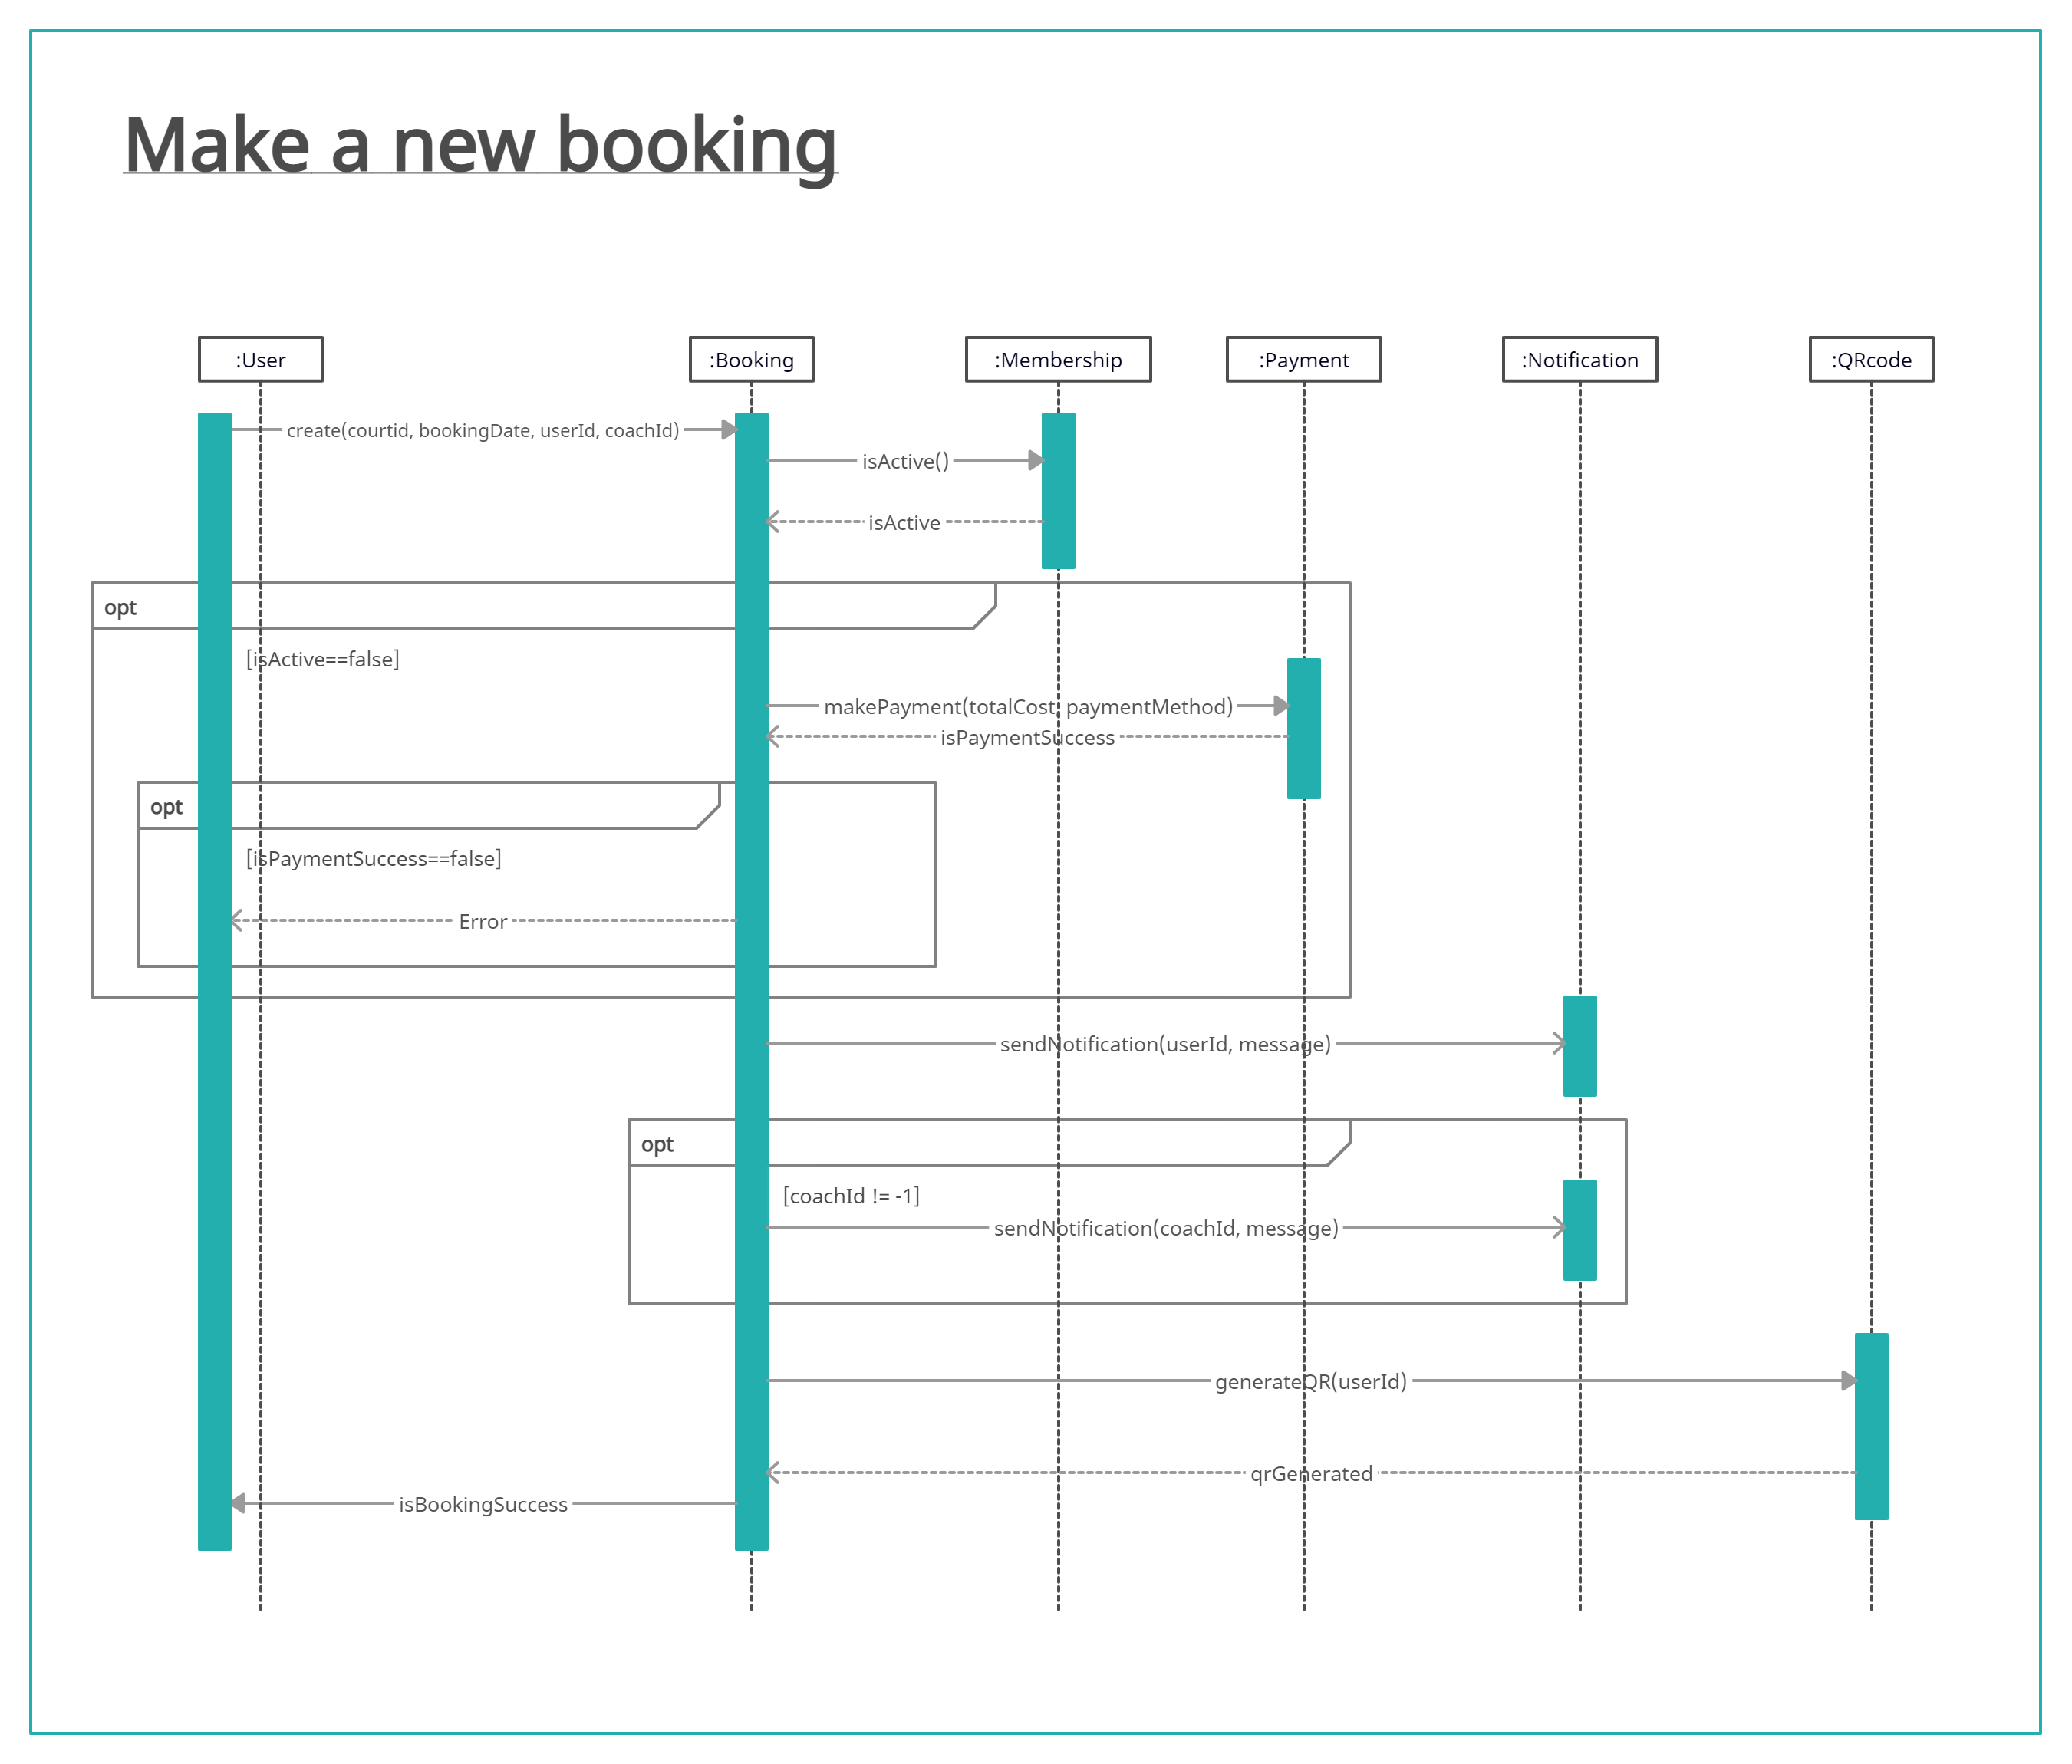 Make a new booking
:User
:Booking
:Membership
:Payment
:Notification
:QRcode
create(courtid, bookingDate, userId, coachId)
isActive()
isActive
opt
[isActive==false]
makePayment(totalCost, paymentMethod)
isPaymentSuccess
opt
[isPaymentSuccess==false]
Error
sendNotification(userId, message)
opt
[coachId != -1]
sendNotification(coachId, message)
generateQR(userId)
qrGenerated
isBookingSuccess